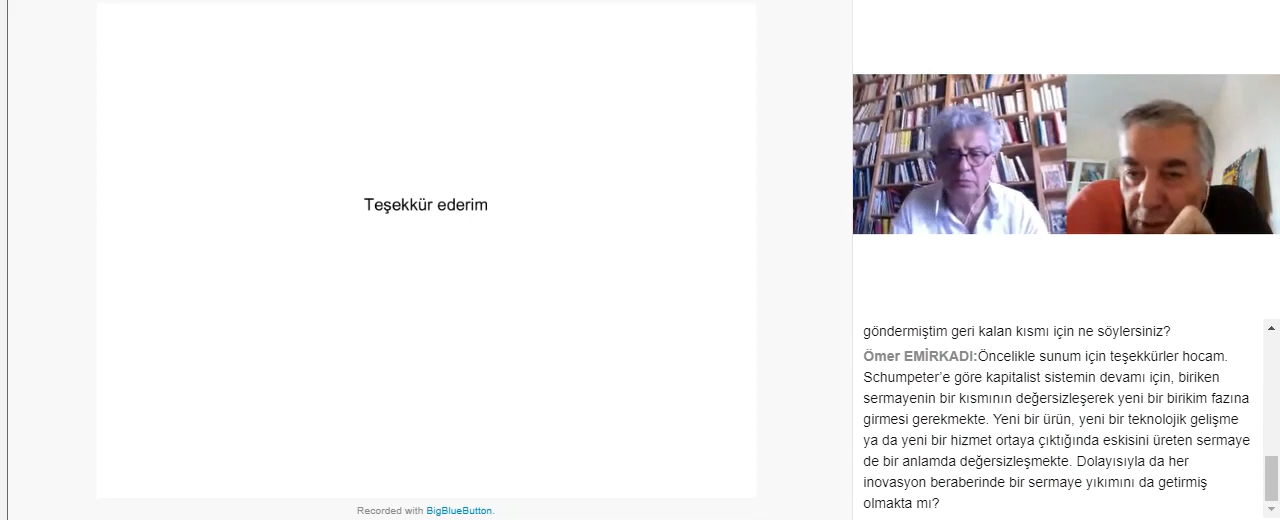 Teşekkür ederim
Recorded with BigBlueButton.
göndermiştim geri kalan kısmı için ne söylersiniz?
Ömer EMİRKADI:Öncelikle sunum için teşekkürler hocam.
Schumpeter’e göre kapitalist sistemin devamı için, biriken
sermayenin bir kısmının değersizleşerek yeni bir birikim fazına
girmesi gerekmekte. Yeni bir ürün, yeni bir teknolojik gelişme
ya da yeni bir hizmet ortaya çıktığında eskisini üreten sermaye
de bir anlamda değersizleşmekte. Dolayısıyla da her
inovasyon beraberinde bir sermaye yıkımını da getirmiş
olmakta mı?